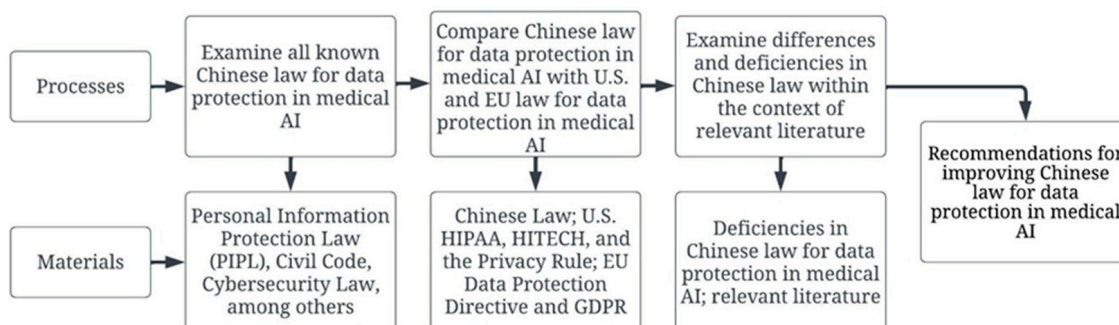 Processes
Examine all known
Chinese law for data
protection in medical
AI
Compare Chinese law
for data protection in
medical AI with U.S.
and EU law for data
protection in medical
AI
Examine differences
and deficiencies in
Chinese law within
the context of
relevant literature
Recommendations for
improving Chinese
law for data
protection in medical
AI
Materials
Personal Information
Protection Law
(PIPL), Civil Code,
Cybersecurity Law,
among others
Chinese Law; U.S.
HIPAA, HITECH, and
the Privacy Rule; EU
Data Protection
Directive and GDPR
Deficiencies in
Chinese law for data
protection in medical
AI; relevant literature